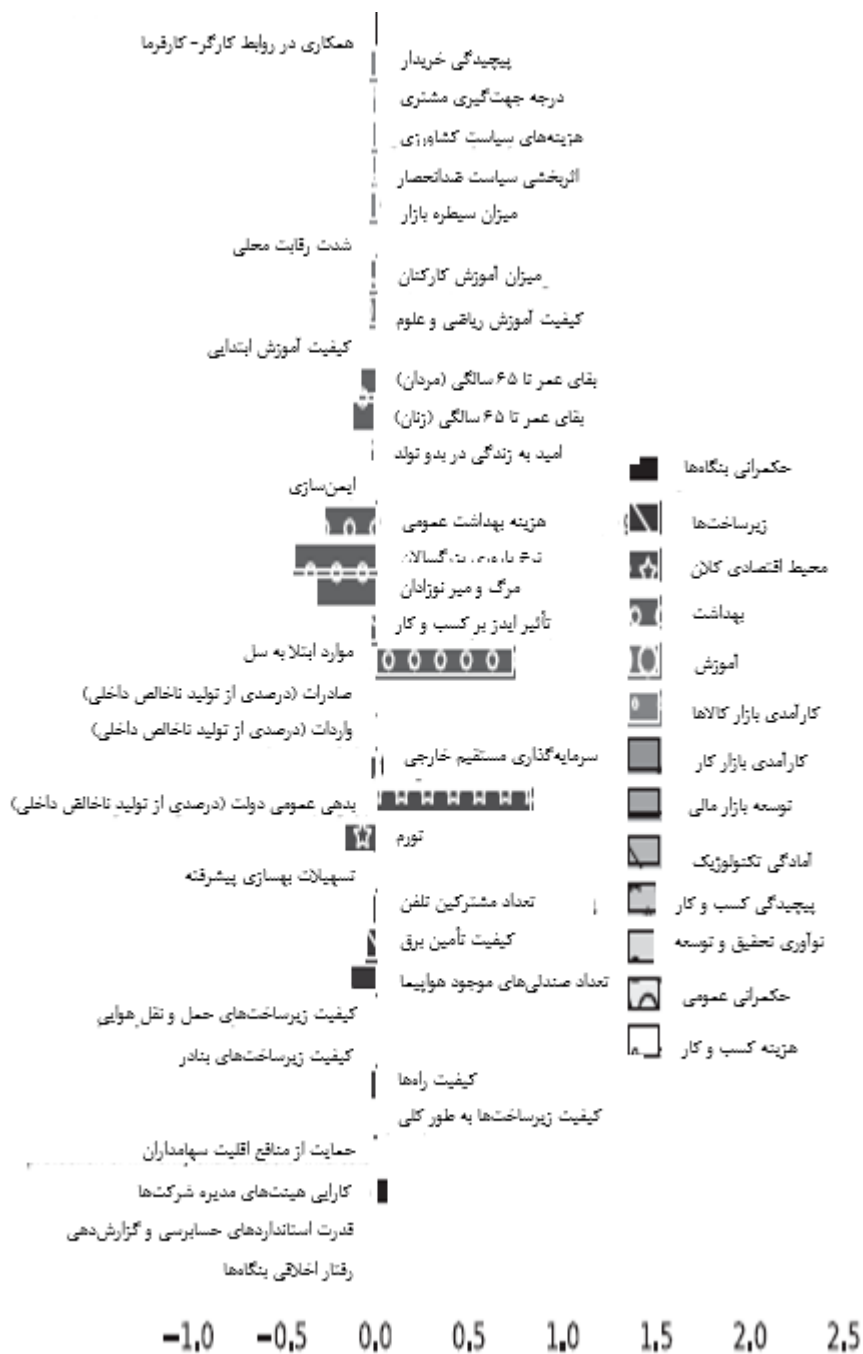 همکاری در روابط کارگر- کارفرما
پیچیدگی خریدار
درجه جهت‌گیری مشتری
هزینه‌های سیاست کشاورزی
اثربخشی سیاست ضدانحصار
میزان سیطره بازار
شدت رقابت محلی
میزان آموزش کارکنان
کیفیت آموزش ریاضی و علوم
کیفیت آموزش ابتدایی
بقای عمر تا ۶۵ سالگی (مردان)
بقای عمر تا ۶۵ سالگی (زنان)
امید به زندگی در بدو تولد
ایمن‌سازی
هزینه بهداشت عمومی
نرخ باروری بزرگسالان
مرگ و میر نوزادان
تأثیر ایدز بر کسب و کار
موارد ابتلا به سل
صادرات (درصدی از تولید ناخالص داخلی)
واردات (درصدی از تولید ناخالص داخلی)
سرمایه‌گذاری مستقیم خارجی
بدهی عمومی دولت (درصدی از تولید ناخالص داخلی)
تورم
تسهیلات بهسازی پیشرفته
تعداد مشترکین تلفن
کیفیت تأمین برق
تعداد صندلی‌های موجود هواپیما
کیفیت زیرساخت‌های حمل و نقل هوایی
کیفیت زیرساخت‌های بنادر
کیفیت راه‌ها
کیفیت زیرساخت‌ها به طور کلی
حمایت از منافع اقلیت سهامداران
کارایی هیئت‌های مدیره شرکت‌ها
قدرت استانداردهای حسابرسی و گزارش‌دهی
رفتار اخلاقی بنگاه‌ها
حکمرانی بنگاه‌ها
زیرساخت‌ها
محیط اقتصادی کلان
بهداشت
آموزش
کارآمدی بازار کالاها
کارآمدی بازار کار
توسعه بازار مالی
آمادگی تکنولوژیک
پیچیدگی کسب و کار
نوآوری تحقیق و توسعه
حکمرانی عمومی
هزینه کسب و کار
−1.0 −0.5 0.0 0.5 1.0 1.5 2.0 2.5